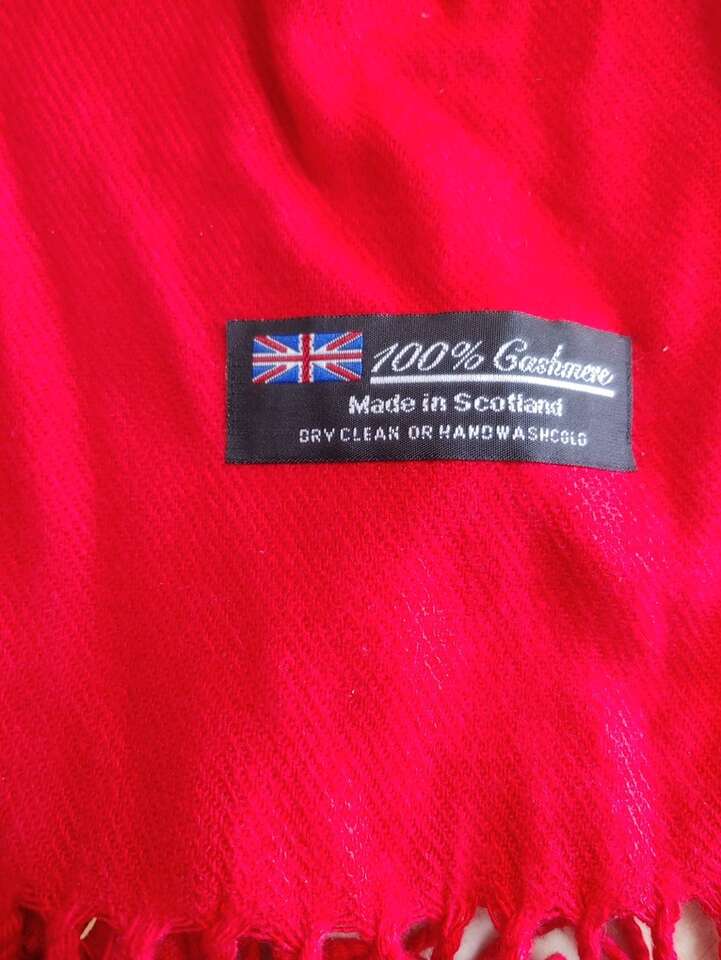 100% Cashmere
Made in Scotland
DRY CLEAN OR HANDWASHCOLD